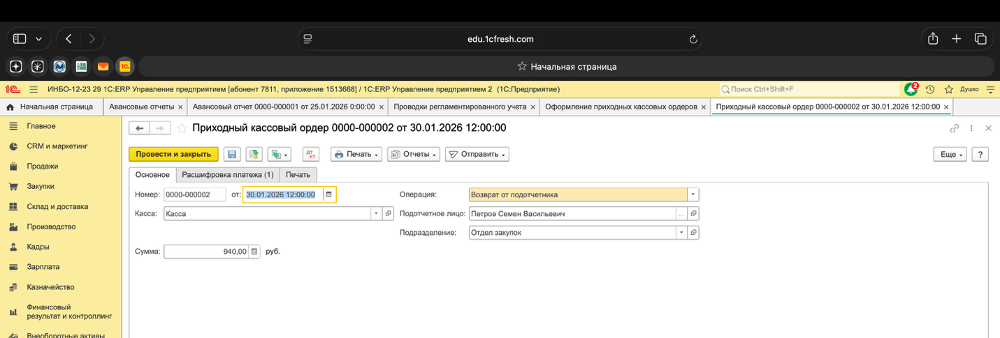 edu.1cfresh.com
Начальная страница
1С ИНБО-12-23 29 1С:ERP Управление предприятием [абонент 7811, приложение 1513668] / 1С:ERP Управление предприятием 2 (1С:Предприятие) Поиск Ctrl+Shift+F 2 Душко
Начальная страница Авансовые отчеты × Авансовый отчет 0000-000001 от 25.01.2026 0:00:00 × Проводки регламентированного учета × Оформление приходных кассовых ордеров × Приходный кассовый ордер 0000-000002 от 30.01.2026 12:00:00 ×
Главное
CRM и маркетинг
Продажи
Закупки
Склад и доставка
Производство
Кадры
Зарплата
Казначейство
Финансовый
результат и контроллинг
Внеоборотные активы
Приходный кассовый ордер 0000-000002 от 30.01.2026 12:00:00
Провести и закрыть Дт Кт Печать Отчеты Отправить Еще ?
Основное Расшифровка платежа (1) Печать
Номер: 0000-000002 от: 30.01.2026 12:00:00 Операция: Возврат от подотчетника
Касса: Касса Подотчетное лицо: Петров Семен Васильевич ...
Подразделение: Отдел закупок
Сумма: 940,00 руб.